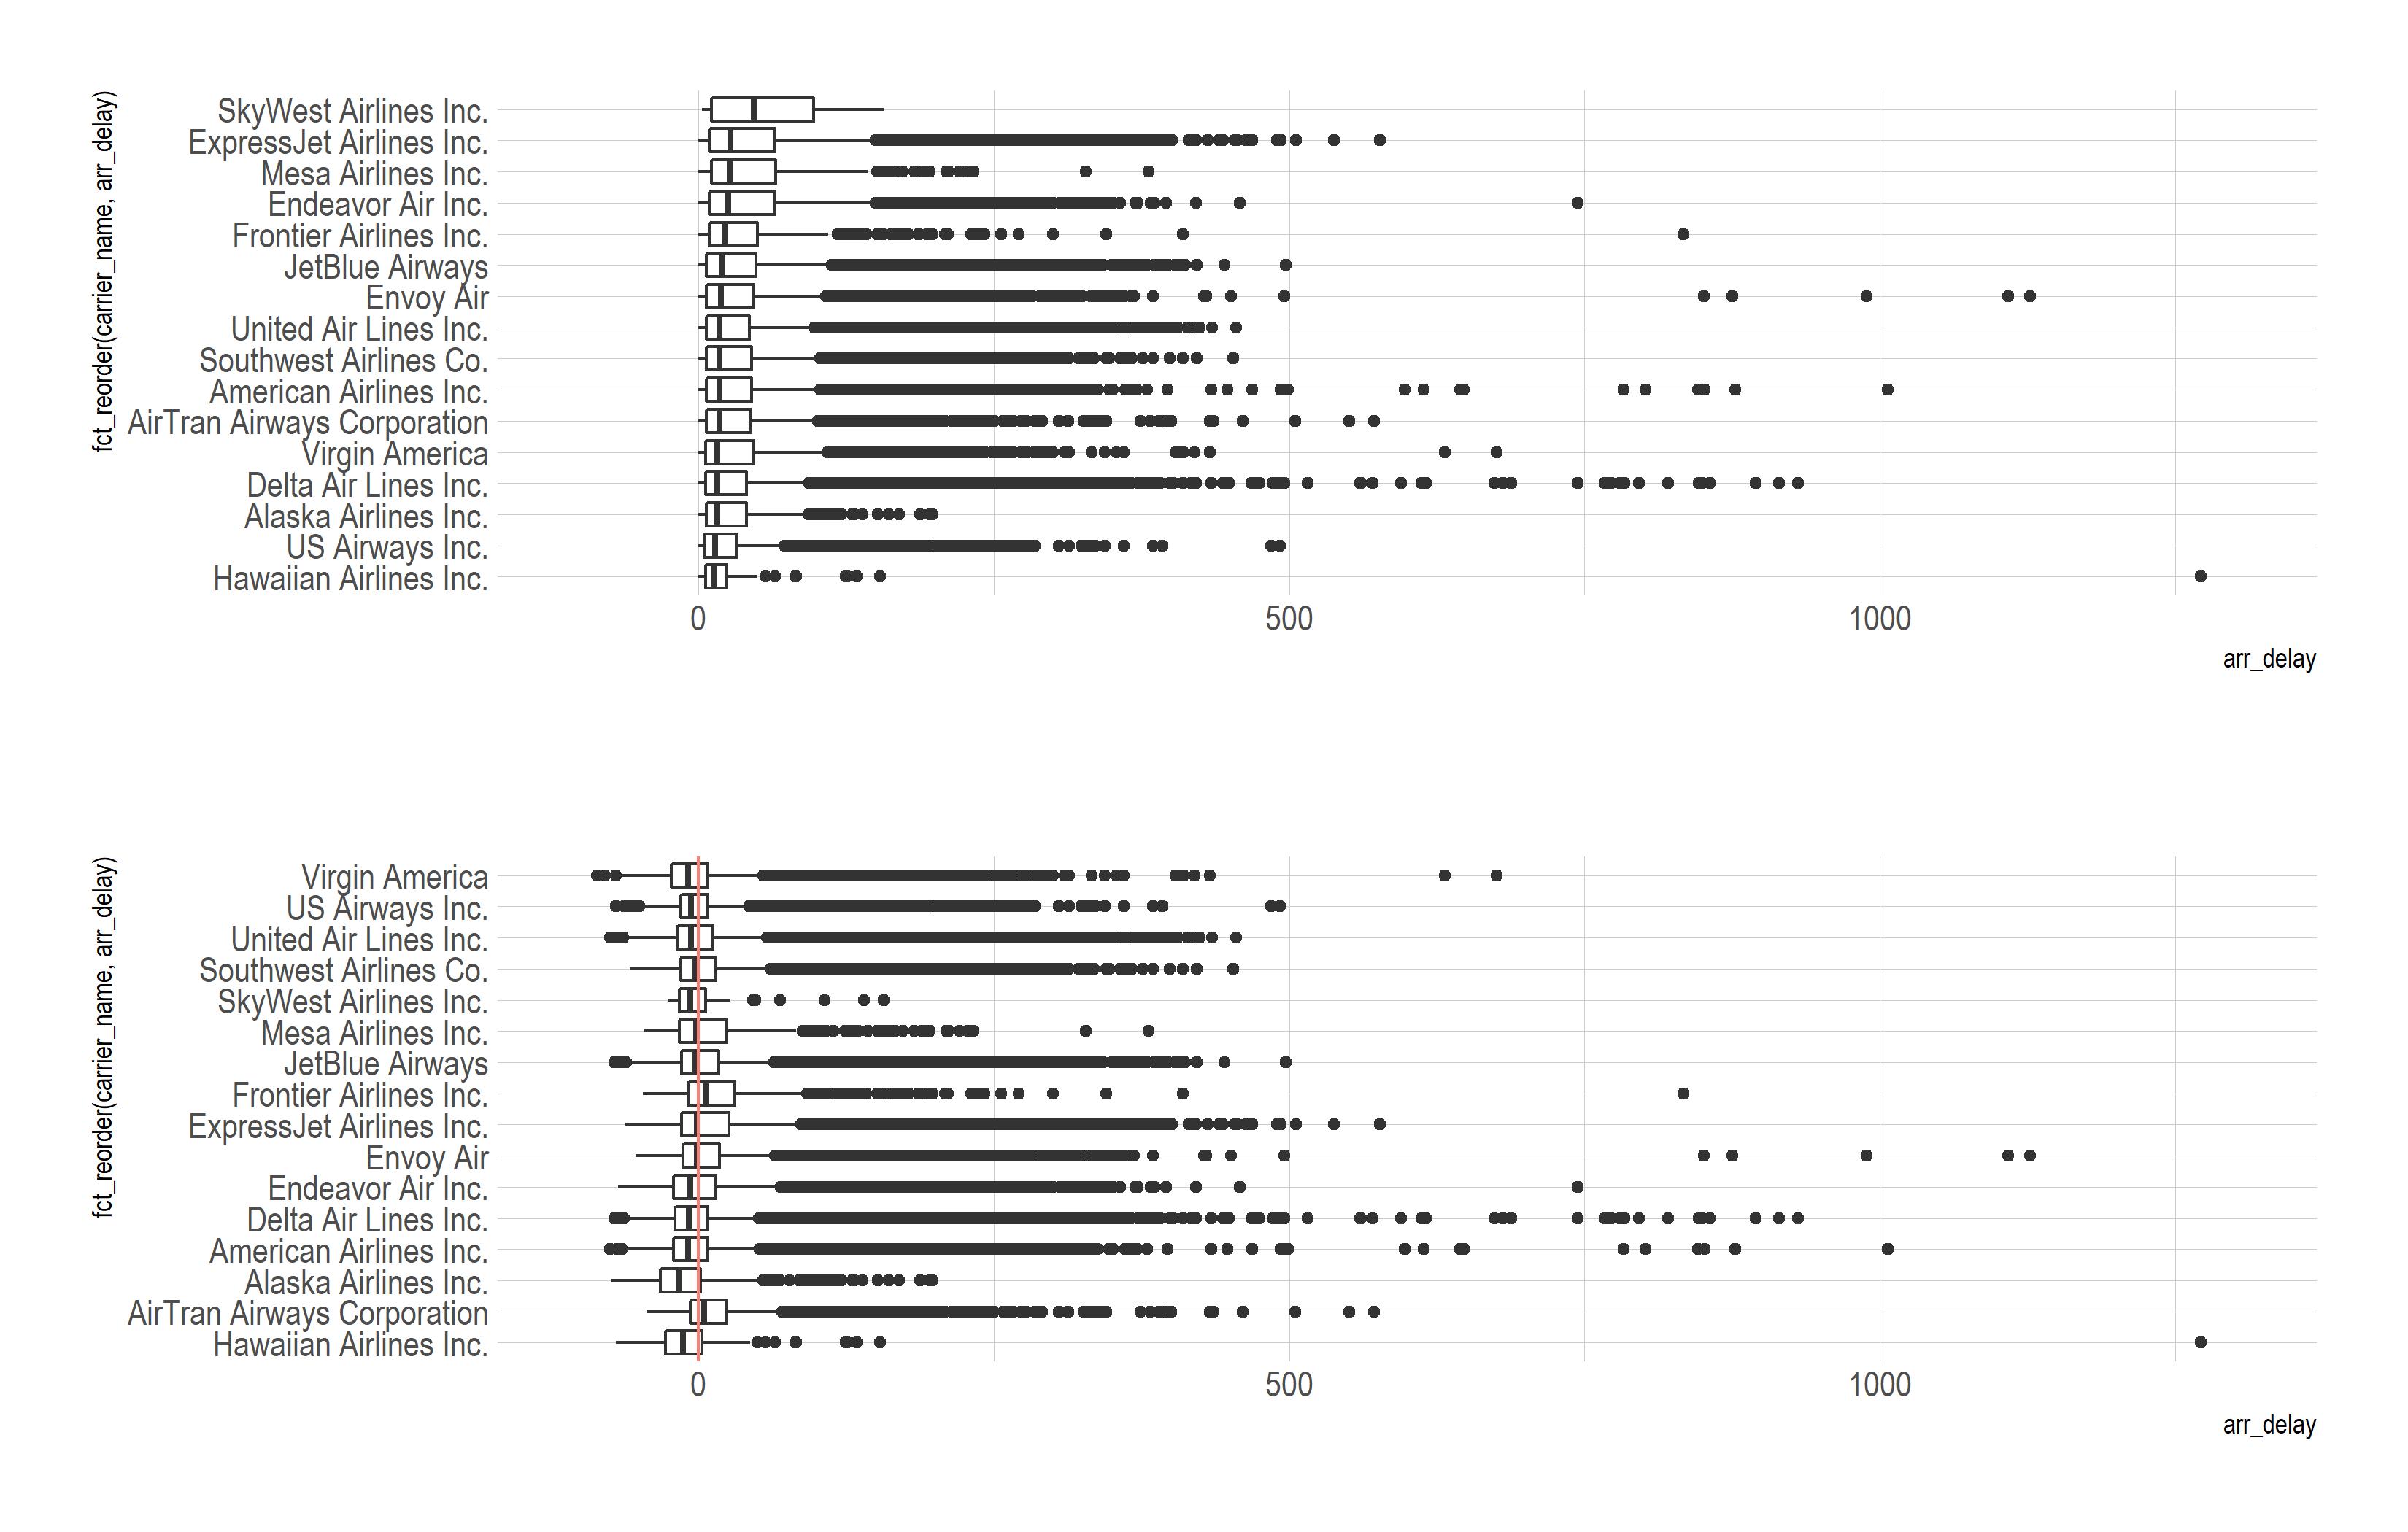 fct_reorder(carrier_name, arr_delay)
SkyWest Airlines Inc.
ExpressJet Airlines Inc.
Mesa Airlines Inc.
Endeavor Air Inc.
Frontier Airlines Inc.
JetBlue Airways
Envoy Air
United Air Lines Inc.
Southwest Airlines Co.
American Airlines Inc.
AirTran Airways Corporation
Virgin America
Delta Air Lines Inc.
Alaska Airlines Inc.
US Airways Inc.
Hawaiian Airlines Inc.
0 500 1000
arr_delay
fct_reorder(carrier_name, arr_delay)
Virgin America
US Airways Inc.
United Air Lines Inc.
Southwest Airlines Co.
SkyWest Airlines Inc.
Mesa Airlines Inc.
JetBlue Airways
Frontier Airlines Inc.
ExpressJet Airlines Inc.
Envoy Air
Endeavor Air Inc.
Delta Air Lines Inc.
American Airlines Inc.
Alaska Airlines Inc.
AirTran Airways Corporation
Hawaiian Airlines Inc.
0 500 1000
arr_delay